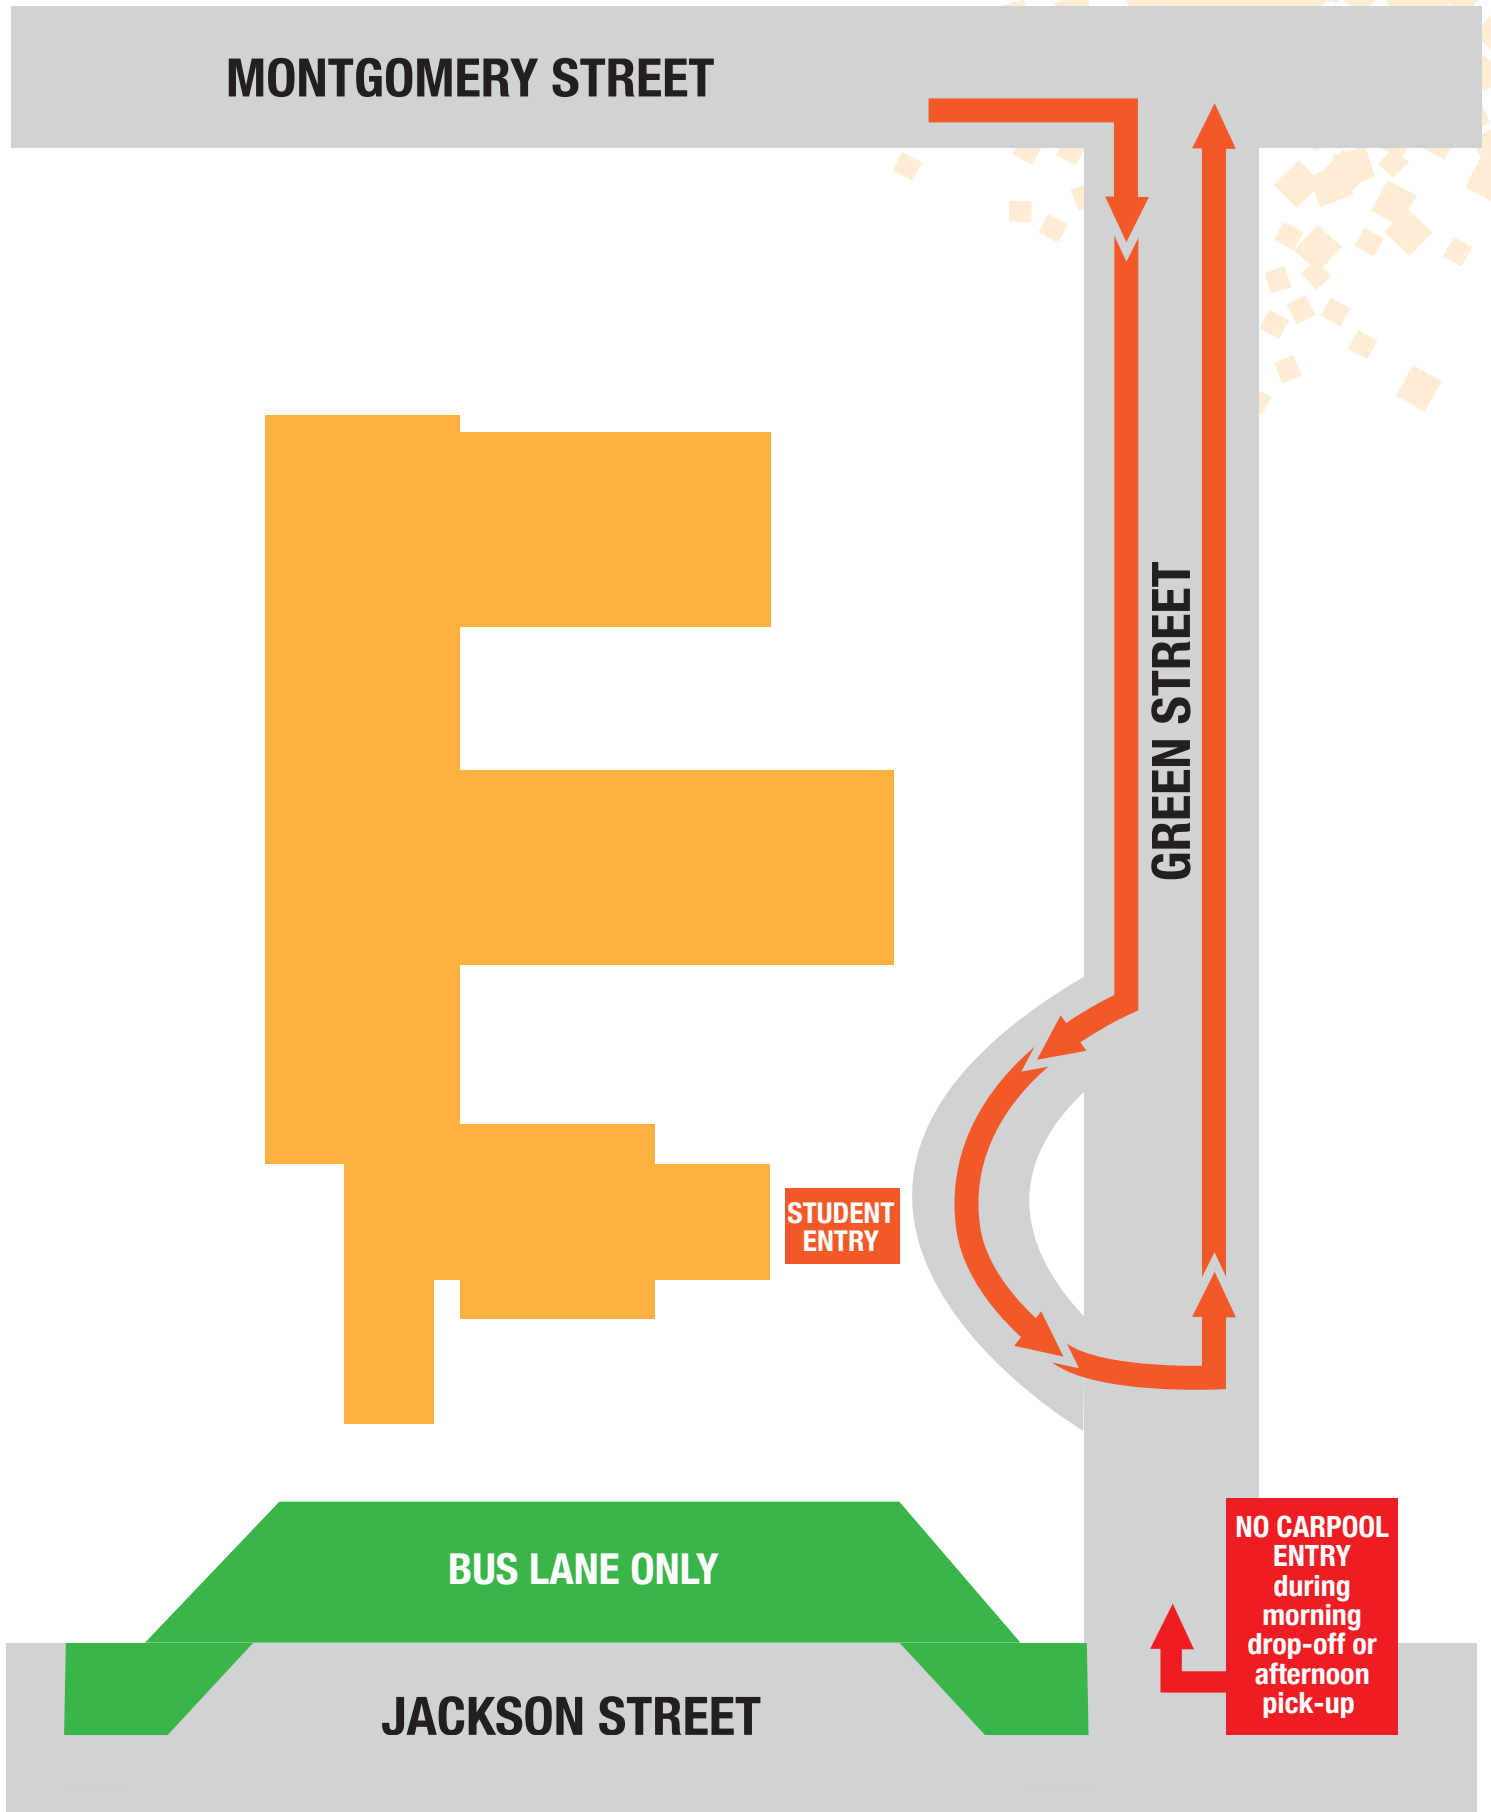 MONTGOMERY STREET
GREEN STREET
STUDENT
ENTRY
BUS LANE ONLY
NO CARPOOL
ENTRY
during
morning
drop-off or
afternoon
pick-up
JACKSON STREET